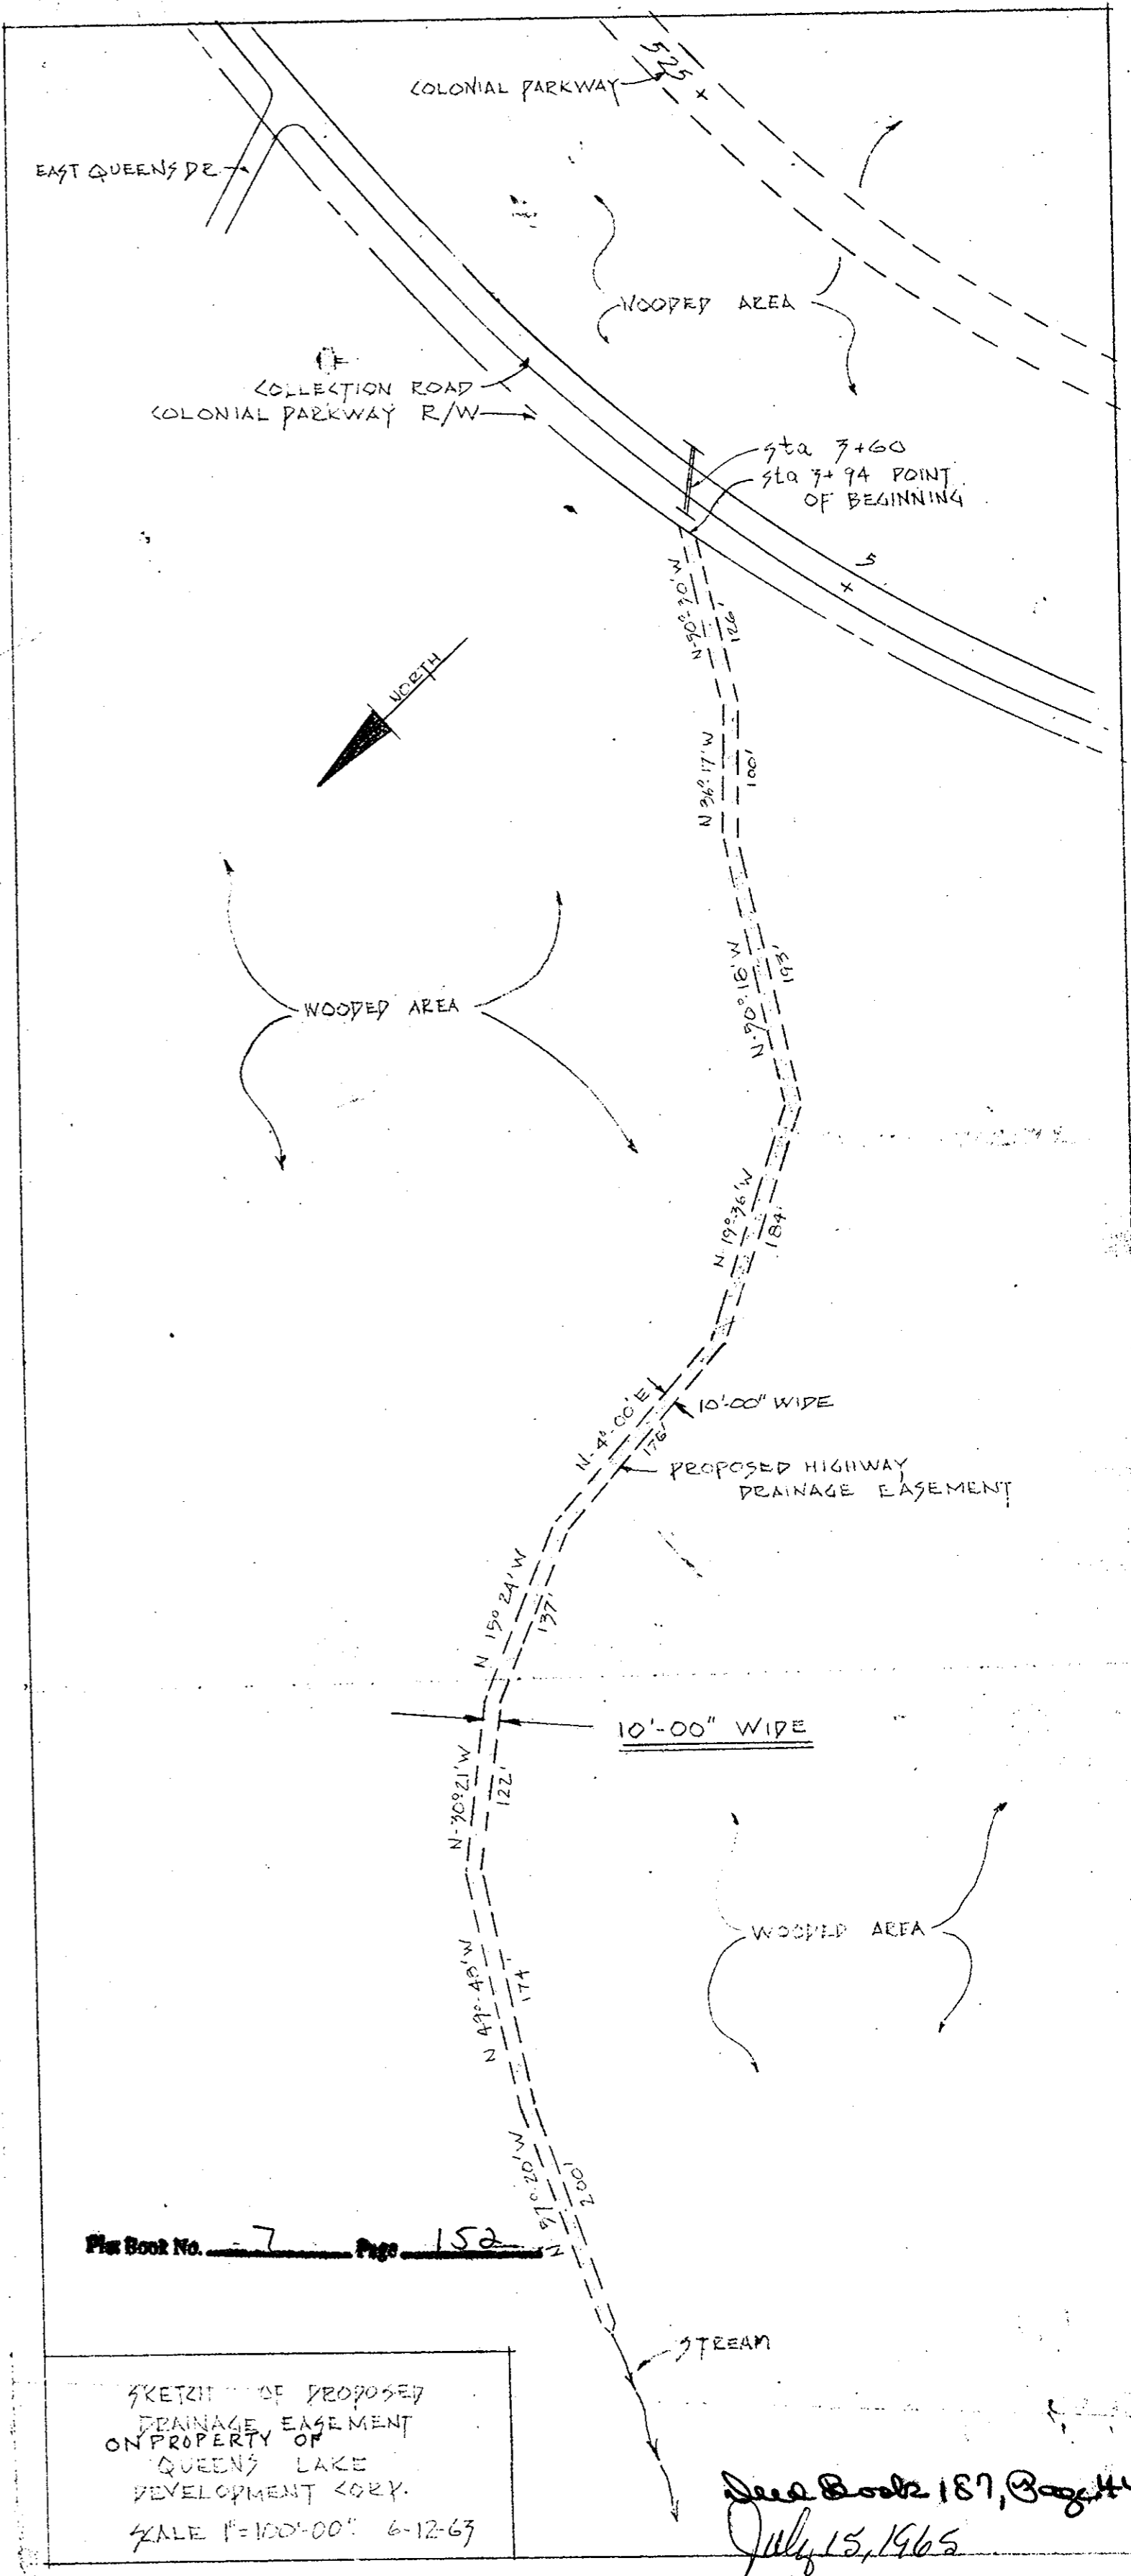 525
COLONIAL PARKWAY
EAST QUEENS DR.
WOODED AREA
COLLECTION ROAD
COLONIAL PARKWAY R/W
sta 3+60
sta 3+94 POINT
OF BEGINNING
5
N-50°-30'W
126'
NORTH
N 36°-17'W
100'
N-50°-18'W
193'
WOODED AREA
N 19°-36'W
184'
N-4°-00'E
10'-00" WIDE
176'
PROPOSED HIGHWAY
DRAINAGE EASEMENT
N 15° 24' W
137'
10'-00" WIDE
N-30°21'W
122'
WOODED AREA
N 49°-45'W
174'
N 57°-20'W
200'
Plat Book No. 7 Page 152
STREAM
SKETCH OF PROPOSED
DRAINAGE EASEMENT
ON PROPERTY OF
QUEENS LAKE
DEVELOPMENT CORP.
SCALE 1"=100'-00" 6-12-63
Deed Book 187, Page
July 15, 1965